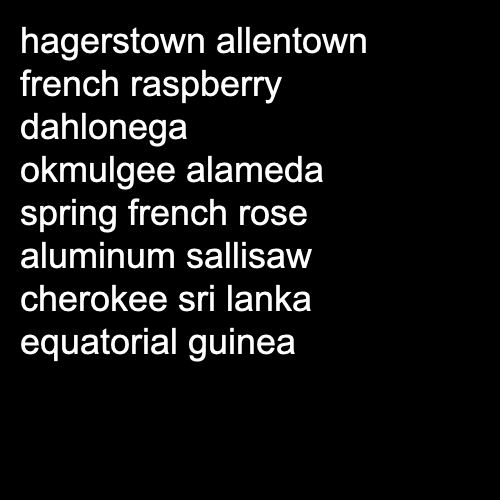 hagerstown allentown
french raspberry
dahlonega
okmulgee alameda
spring french rose
aluminum sallisaw
cherokee sri lanka
equatorial guinea